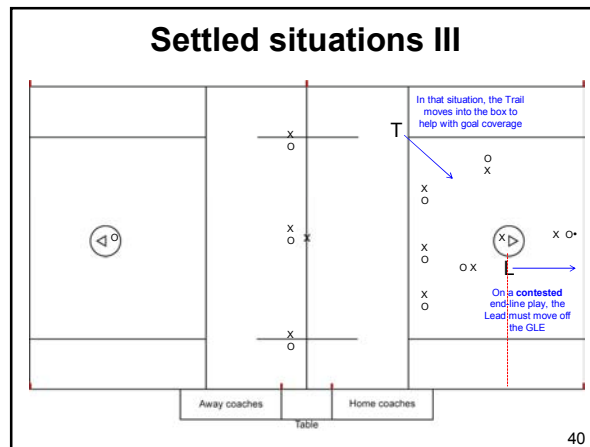 Settled situations III
In that situation, the Trail
moves into the box to
help with goal coverage
T
X
O
O
X
X
O
X
O
X
X
O
X O
O
X
O
O X
L
On a contested
end-line play, the
Lead must move off
the GLE
X
O
X
O
Away coaches
Home coaches
Table
40